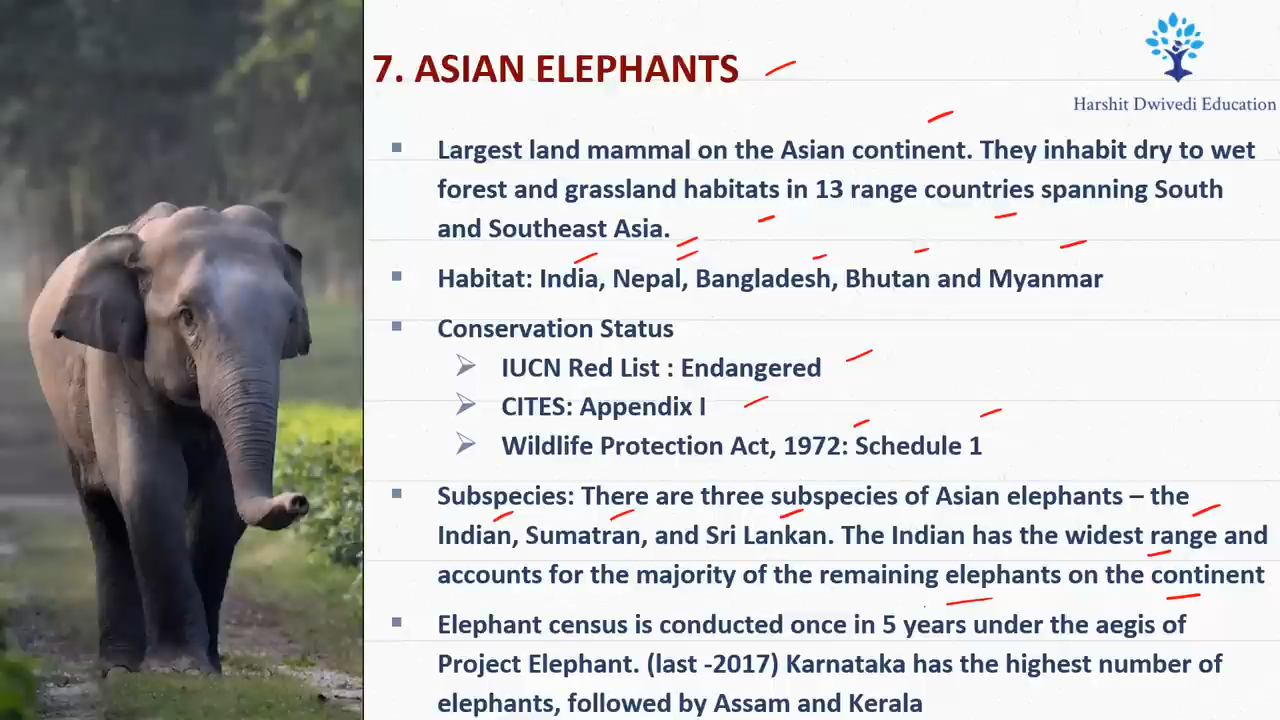 7. ASIAN ELEPHANTS
Harshit Dwivedi Education
Largest land mammal on the Asian continent. They inhabit dry to wet
forest and grassland habitats in 13 range countries spanning South
and Southeast Asia.
Habitat: India, Nepal, Bangladesh, Bhutan and Myanmar
Conservation Status
IUCN Red List : Endangered
CITES: Appendix I
Wildlife Protection Act, 1972: Schedule 1
Subspecies: There are three subspecies of Asian elephants – the
Indian, Sumatran, and Sri Lankan. The Indian has the widest range and
accounts for the majority of the remaining elephants on the continent
Elephant census is conducted once in 5 years under the aegis of
Project Elephant. (last -2017) Karnataka has the highest number of
elephants, followed by Assam and Kerala